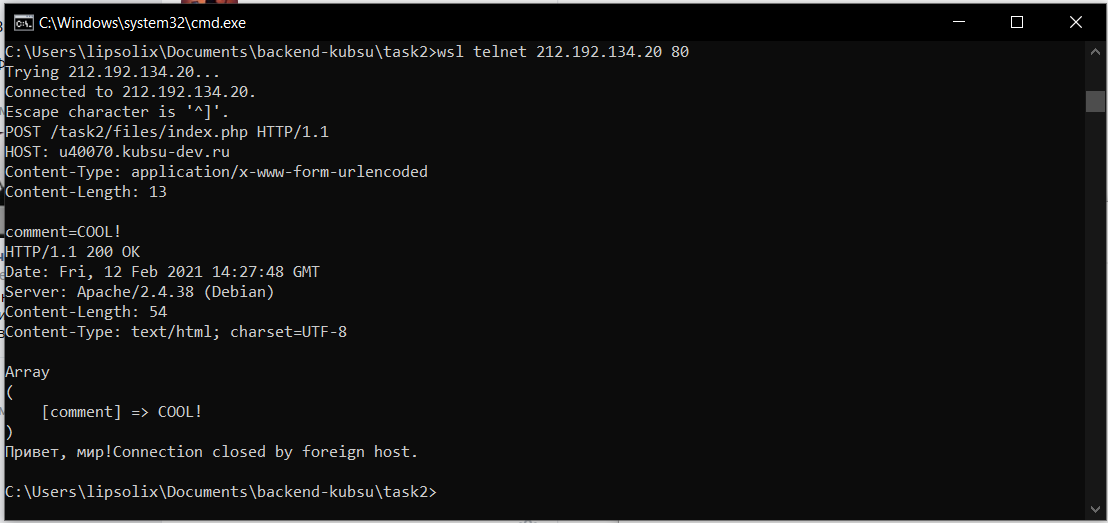 C:\Windows\system32\cmd.exe
C:\Users\lipsolix\Documents\backend-kubsu\task2>wsl telnet 212.192.134.20 80
Trying 212.192.134.20...
Connected to 212.192.134.20.
Escape character is '^]'.
POST /task2/files/index.php HTTP/1.1
HOST: u40070.kubsu-dev.ru
Content-Type: application/x-www-form-urlencoded
Content-Length: 13

comment=COOL!
HTTP/1.1 200 OK
Date: Fri, 12 Feb 2021 14:27:48 GMT
Server: Apache/2.4.38 (Debian)
Content-Length: 54
Content-Type: text/html; charset=UTF-8

Array
(
    [comment] => COOL!
)
Привет, мир!Connection closed by foreign host.

C:\Users\lipsolix\Documents\backend-kubsu\task2>